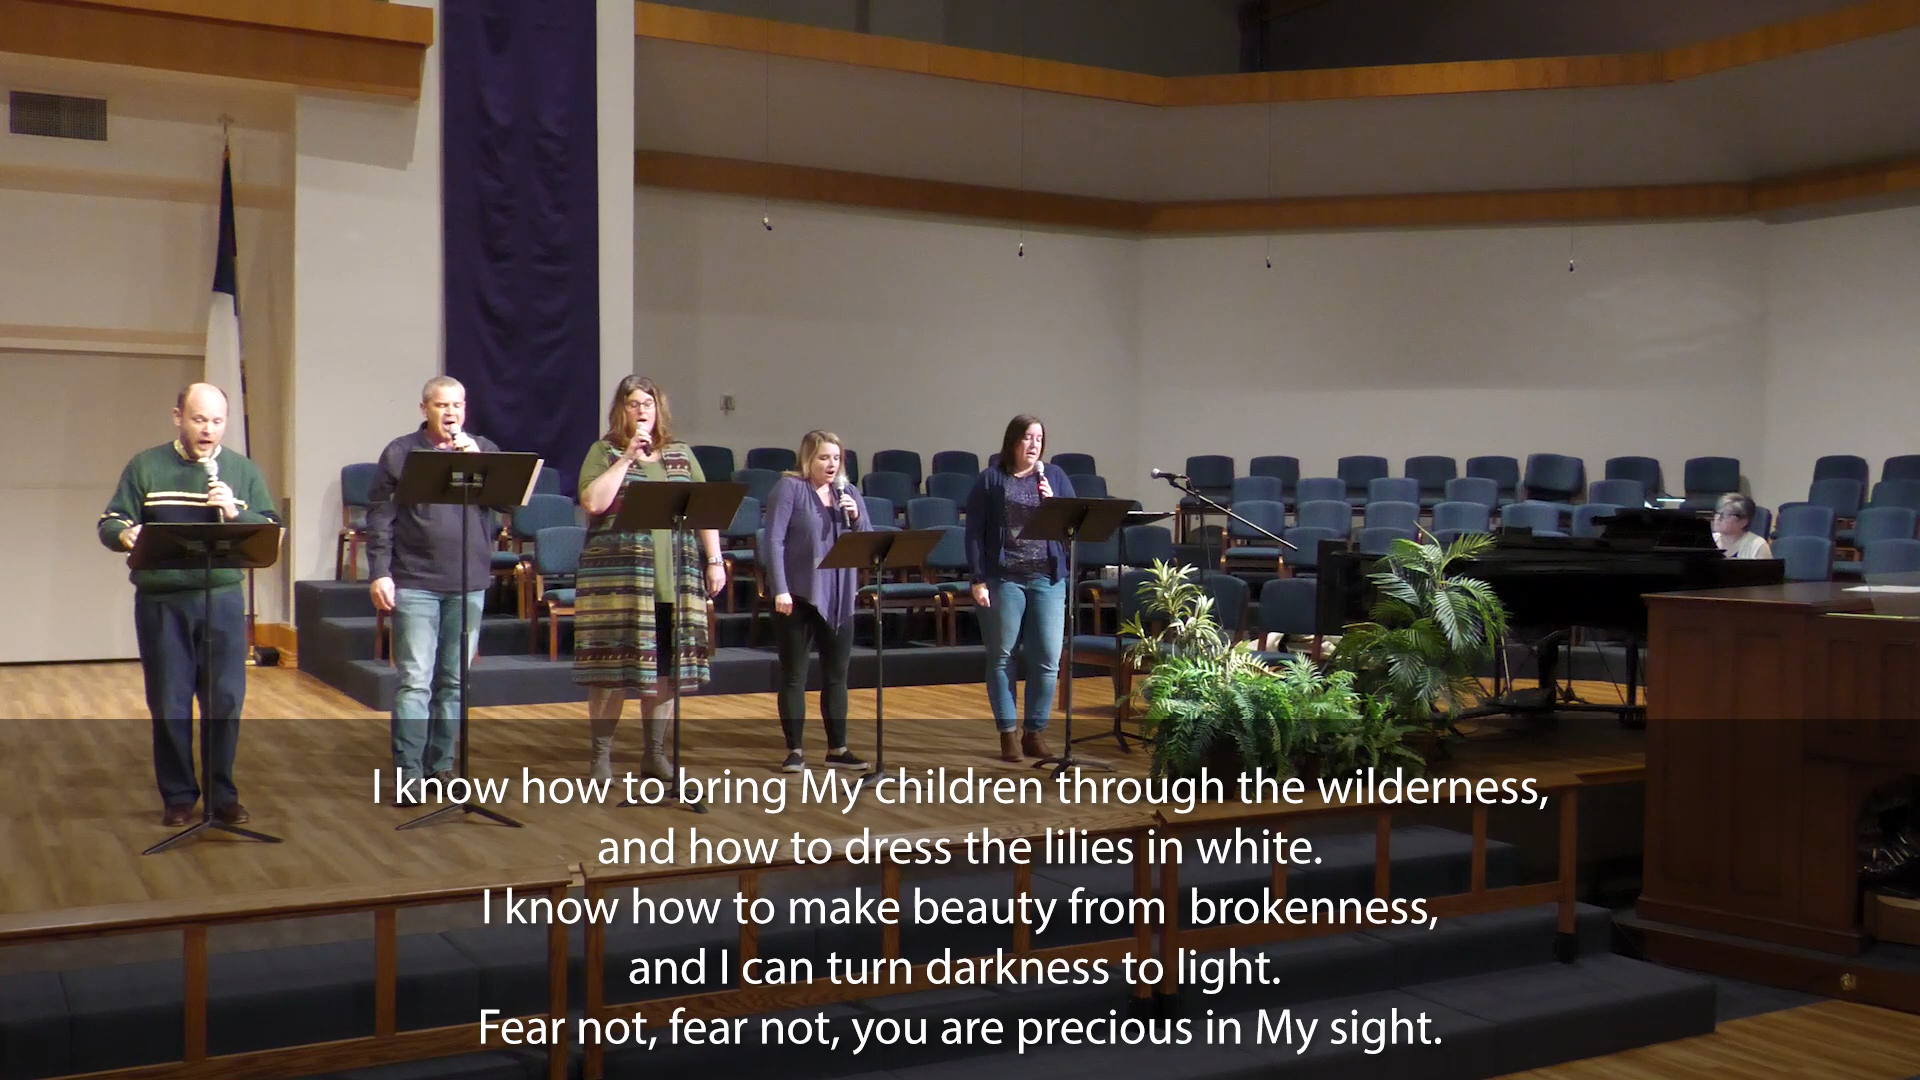 I know how to bring My children through the wilderness,
and how to dress the lilies in white.
I know how to make beauty from  brokenness,
and I can turn darkness to light.
Fear not, fear not, you are precious in My sight.